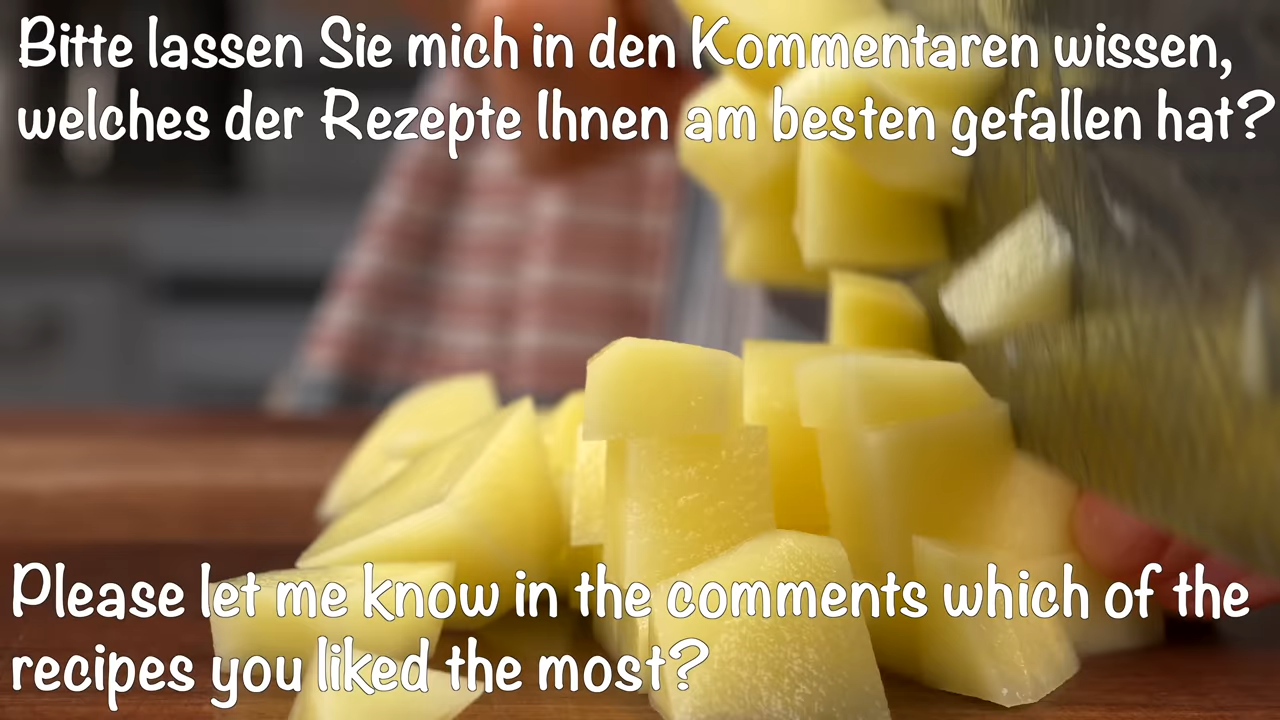 Bitte lassen Sie mich in den Kommentaren wissen,
welches der Rezepte Ihnen am besten gefallen hat?
Please let me know in the comments which of the
recipes you liked the most?